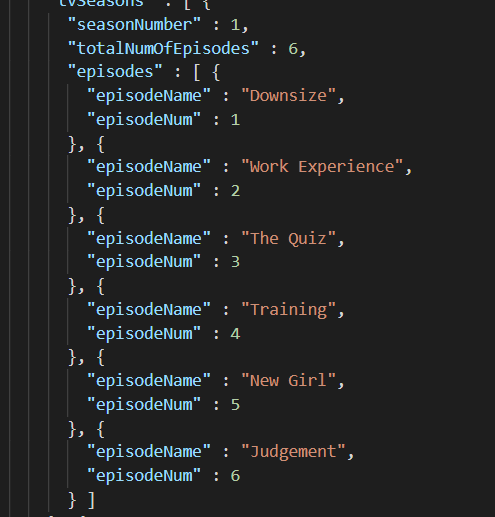 "tvSeasons" : [ {
"seasonNumber" : 1,
"totalNumOfEpisodes" : 6,
"episodes" : [ {
"episodeName" : "Downsize",
"episodeNum" : 1
}, {
"episodeName" : "Work Experience",
"episodeNum" : 2
}, {
"episodeName" : "The Quiz",
"episodeNum" : 3
}, {
"episodeName" : "Training",
"episodeNum" : 4
}, {
"episodeName" : "New Girl",
"episodeNum" : 5
}, {
"episodeName" : "Judgement",
"episodeNum" : 6
} ]